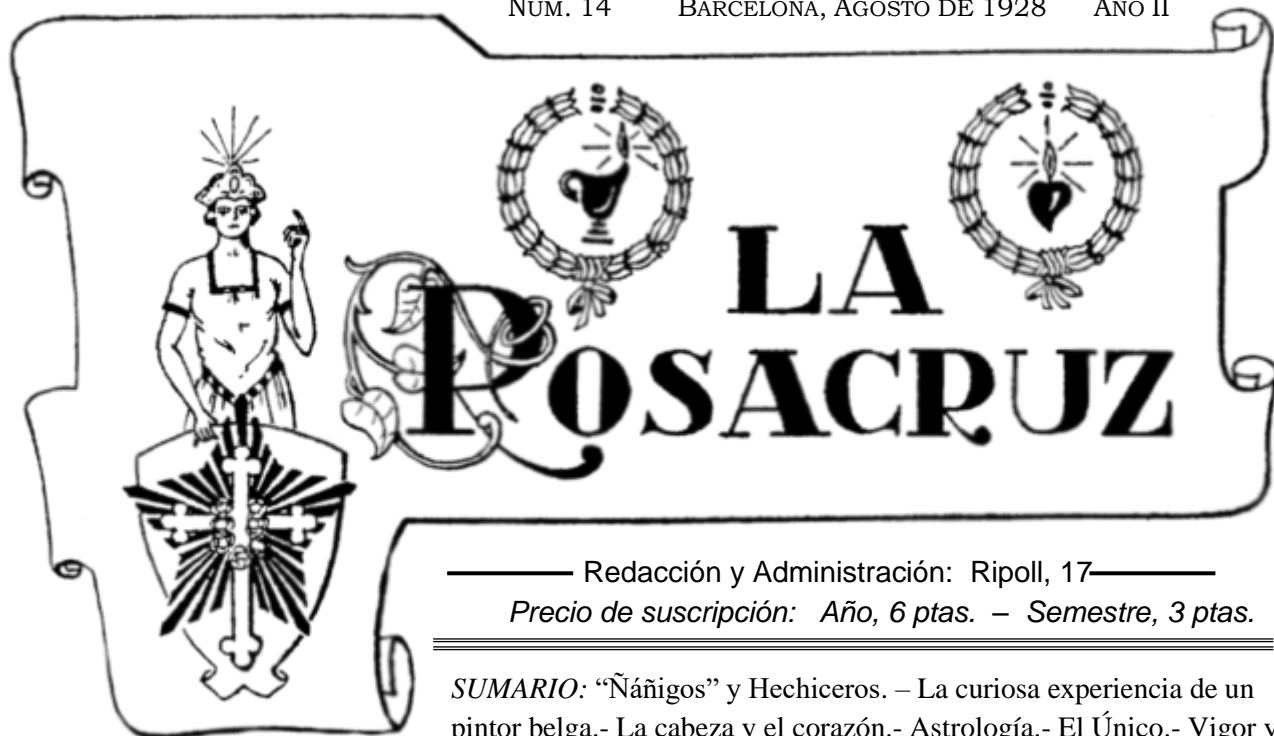 NÚM. 14 BARCELONA, AGOSTO DE 1928 AÑO II
LA
ROSACRUZ
Redacción y Administración: Ripoll, 17
Precio de suscripción: Año, 6 ptas. – Semestre, 3 ptas.
SUMARIO: “Ñáñigos” y Hechiceros. – La curiosa experiencia de un
pintor belga.- La cabeza y el corazón.- Astrología.- El Único.- Vigor y